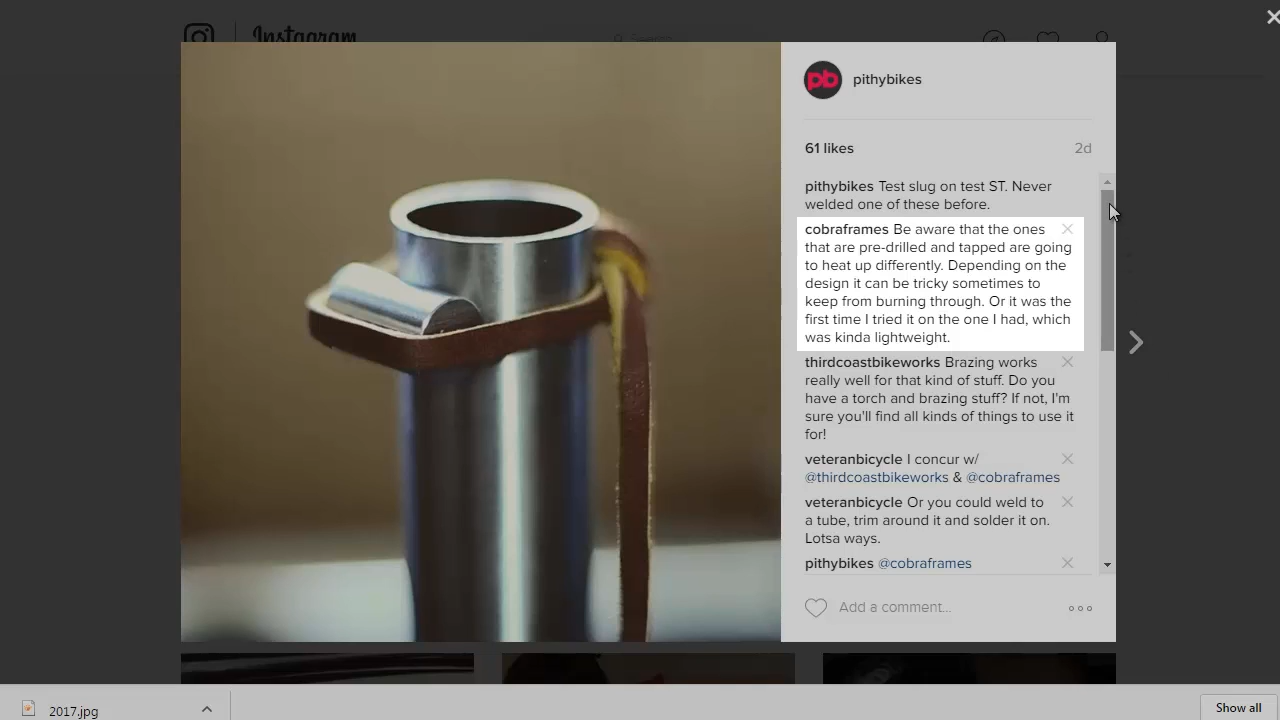 Instagram
Search
pb
pithybikes
61 likes
2d
pithybikes Test slug on test ST. Never
welded one of these before.
cobraframes Be aware that the ones
that are pre-drilled and tapped are going
to heat up differently. Depending on the
design it can be tricky sometimes to
keep from burning through. Or it was the
first time I tried it on the one I had, which
was kinda lightweight.
thirdcoastbikeworks Brazing works
really well for that kind of stuff. Do you
have a torch and brazing stuff? If not, I'm
sure you'll find all kinds of things to use it
for!
veteranbicycle I concur w/
@thirdcoastbikeworks & @cobraframes
veteranbicycle Or you could weld to
a tube, trim around it and solder it on.
Lotsa ways.
pithybikes @cobraframes
Add a comment...
2017.jpg
Show all